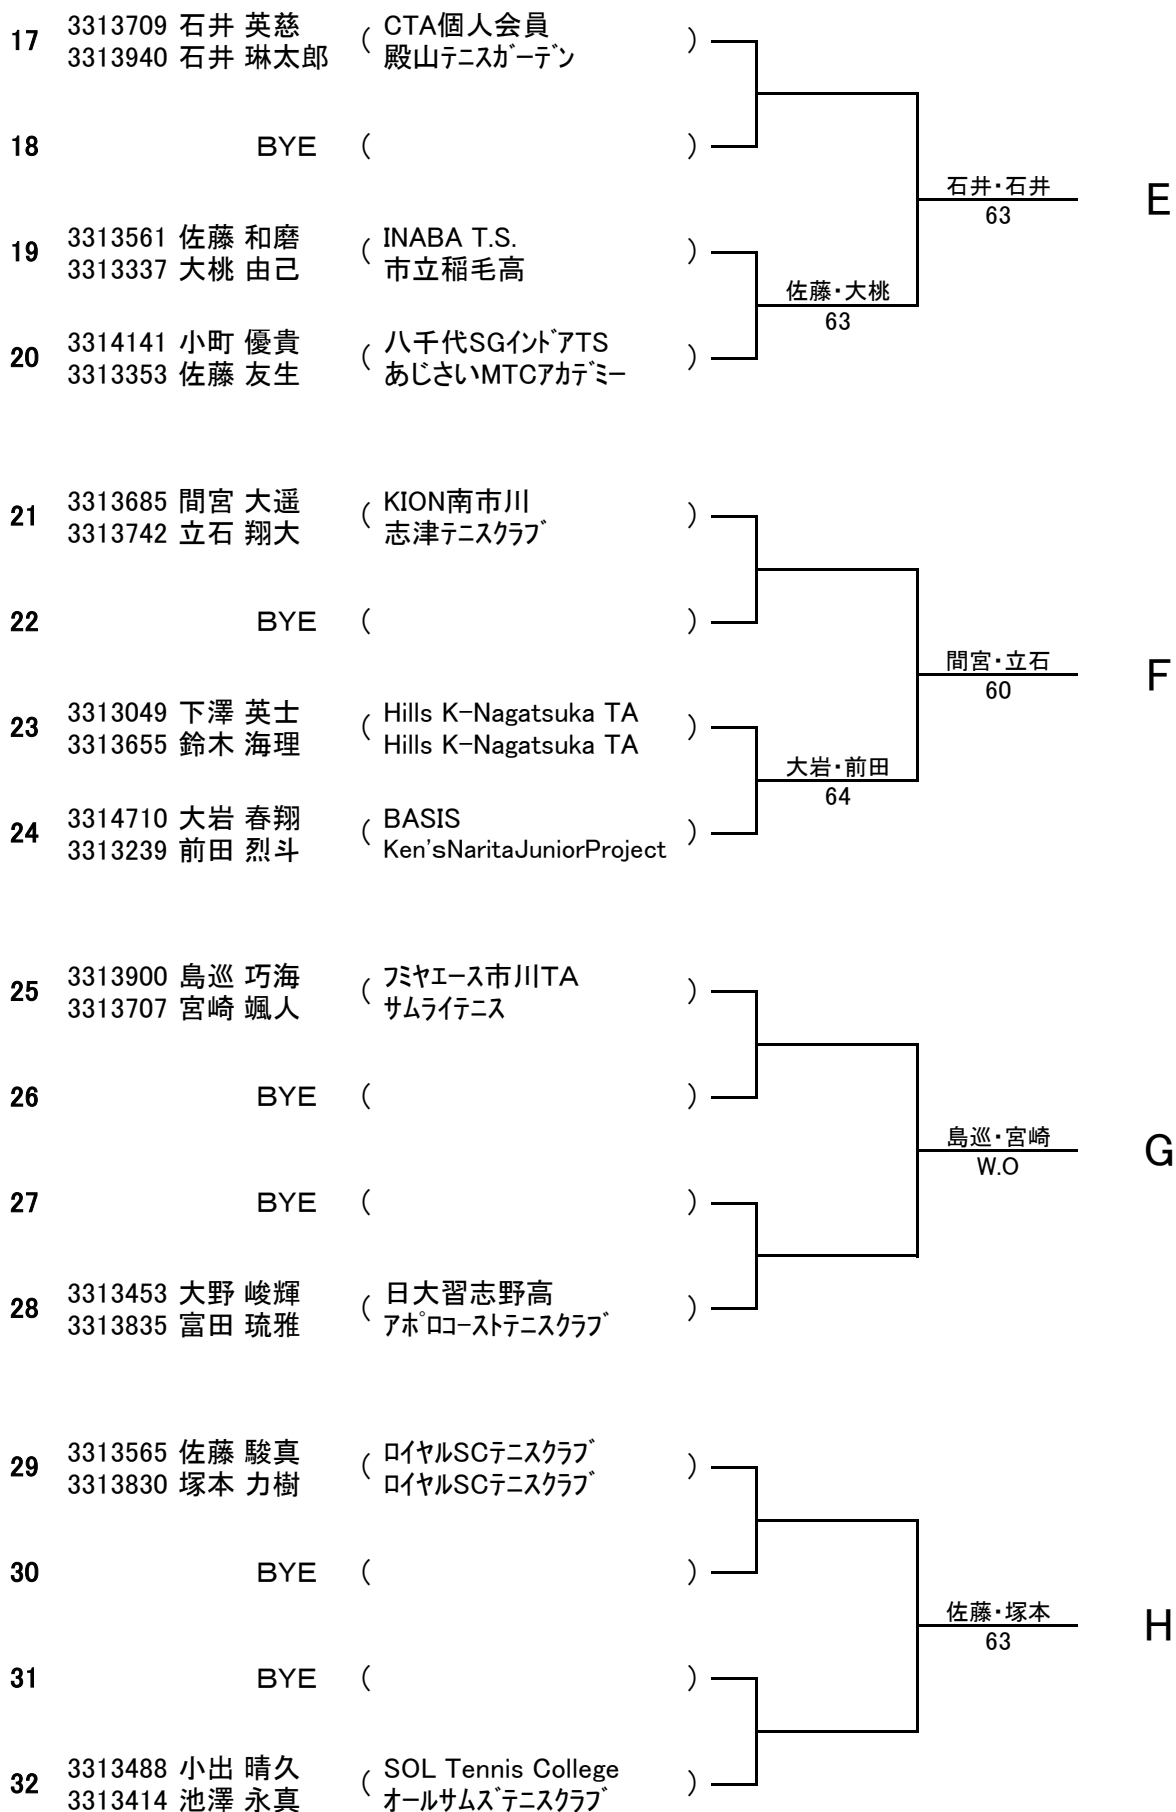 17 3313709 石井 英慈 ( CTA個人会員 )
3313940 石井 琳太郎 殿山ﾃﾆｽｶﾞｰﾃﾞﾝ
18 BYE ( )
石井・石井
63
E
19 3313561 佐藤 和磨 ( INABA T.S. )
3313337 大桃 由己 市立稲毛高
佐藤・大桃
63
20 3314141 小町 優貴 ( 八千代SGｲﾝﾄﾞｱTS )
3313353 佐藤 友生 あじさいMTCｱｶﾃﾞﾐｰ
21 3313685 間宮 大遥 ( KION南市川 )
3313742 立石 翔大 志津ﾃﾆｽｸﾗﾌﾞ
22 BYE ( )
間宮・立石
60
F
23 3313049 下澤 英士 ( Hills K-Nagatsuka TA )
3313655 鈴木 海理 Hills K-Nagatsuka TA
大岩・前田
64
24 3314710 大岩 春翔 ( BASIS )
3313239 前田 烈斗 Ken'sNaritaJuniorProject
25 3313900 島巡 巧海 ( ﾌﾐﾔｴｰｽ市川TA )
3313707 宮崎 颯人 ｻﾑﾗｲﾃﾆｽ
26 BYE ( )
島巡・宮崎
W.O
G
27 BYE ( )
28 3313453 大野 峻輝 ( 日大習志野高 )
3313835 富田 琉雅 ｱﾎﾟﾛｺｰｽﾄﾃﾆｽｸﾗﾌﾞ
29 3313565 佐藤 駿真 ( ﾛｲﾔﾙSCﾃﾆｽｸﾗﾌﾞ )
3313830 塚本 力樹 ﾛｲﾔﾙSCﾃﾆｽｸﾗﾌﾞ
30 BYE ( )
佐藤・塚本
63
H
31 BYE ( )
32 3313488 小出 晴久 ( SOL Tennis College )
3313414 池澤 永真 ｵｰﾙｻﾑｽﾞﾃﾆｽｸﾗﾌﾞ